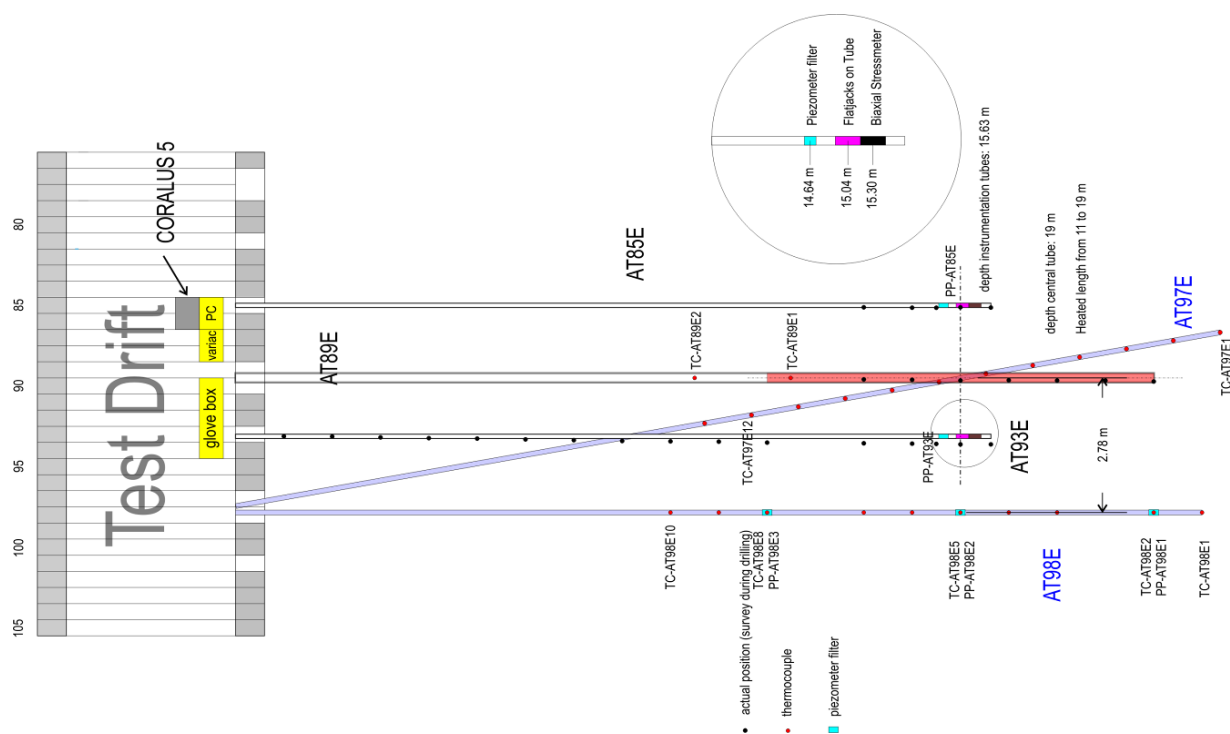 80
85
90
95
100
105
Test Drift
CORALUS 5
PC
variac
glove box
AT89E
AT85E
TC-AT89E2
TC-AT89E1
PP-AT85E
depth instrumentation tubes: 15.63 m
14.64 m
Piezometer filter
15.04 m
Flatjacks on Tube
15.30 m
Biaxial Stressmeter
depth central tube: 19 m
Heated length from 11 to 19 m
AT97E
TC-AT97E1
TC-AT97E12
PP-AT93E
AT93E
2.78 m
TC-AT98E10
TC-AT98E8
PP-AT98E3
TC-AT98E5
PP-AT98E2
AT98E
TC-AT98E2
PP-AT98E1
TC-AT98E1
actual position (survey during drilling)
thermocouple
piezometer filter